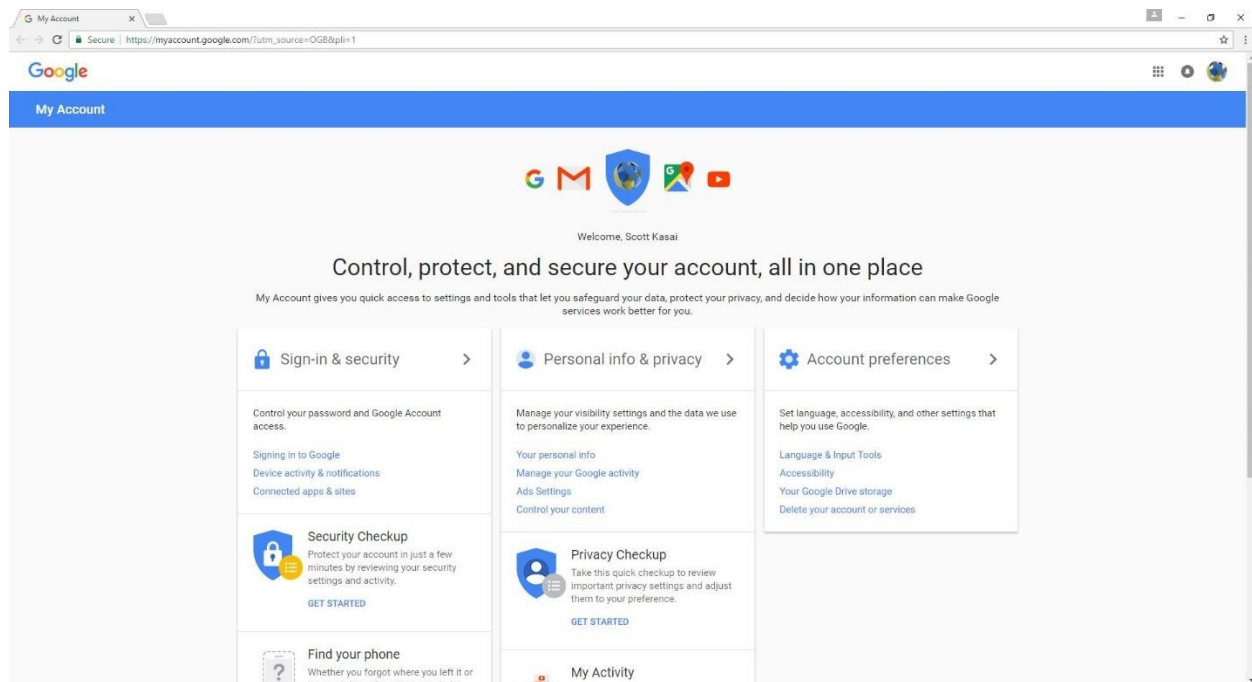 My Account
Secure | https://myaccount.google.com/?utm_source=OGB&pli=1
Google
My Account
G
Welcome, Scott Kasai
Control, protect, and secure your account, all in one place
My Account gives you quick access to settings and tools that let you safeguard your data, protect your privacy, and decide how your information can make Google
services work better for you.
Sign-in & security
Control your password and Google Account
access.
Signing in to Google
Device activity & notifications
Connected apps & sites
Security Checkup
Protect your account in just a few
minutes by reviewing your security
settings and activity.
GET STARTED
Find your phone
Whether you forgot where you left it or
Personal info & privacy
Manage your visibility settings and the data we use
to personalize your experience.
Your personal info
Manage your Google activity
Ads Settings
Control your content
Privacy Checkup
Take this quick checkup to review
important privacy settings and adjust
them to your preference.
GET STARTED
My Activity
Account preferences
Set language, accessibility, and other settings that
help you use Google.
Language & Input Tools
Accessibility
Your Google Drive storage
Delete your account or services